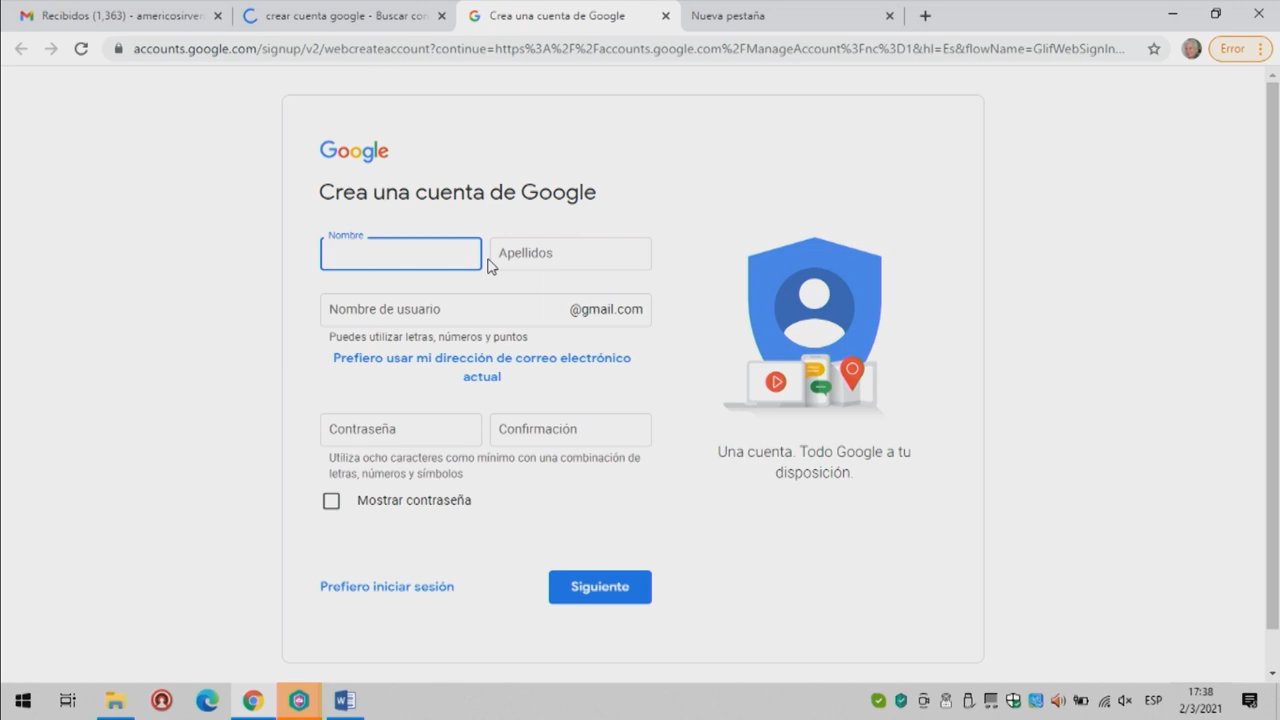 Recibidos (1,363) - americosirven
crear cuenta google - Buscar con
Crea una cuenta de Google
Nueva pestaña
accounts.google.com/signup/v2/webcreateaccount?continue=https%3A%2F%2Faccounts.google.com%2FManageAccount%3Fnc%3D1&hl=Es&flowName=GlifWebSignIn...
Error
Google
Crea una cuenta de Google
Nombre
Apellidos
Nombre de usuario @gmail.com
Puedes utilizar letras, números y puntos
Prefiero usar mi dirección de correo electrónico
actual
Contraseña Confirmación
Utiliza ocho caracteres como mínimo con una combinación de
letras, números y símbolos
Mostrar contraseña
Prefiero iniciar sesión
Siguiente
Una cuenta. Todo Google a tu
disposición.
ESP
17:38
2/3/2021